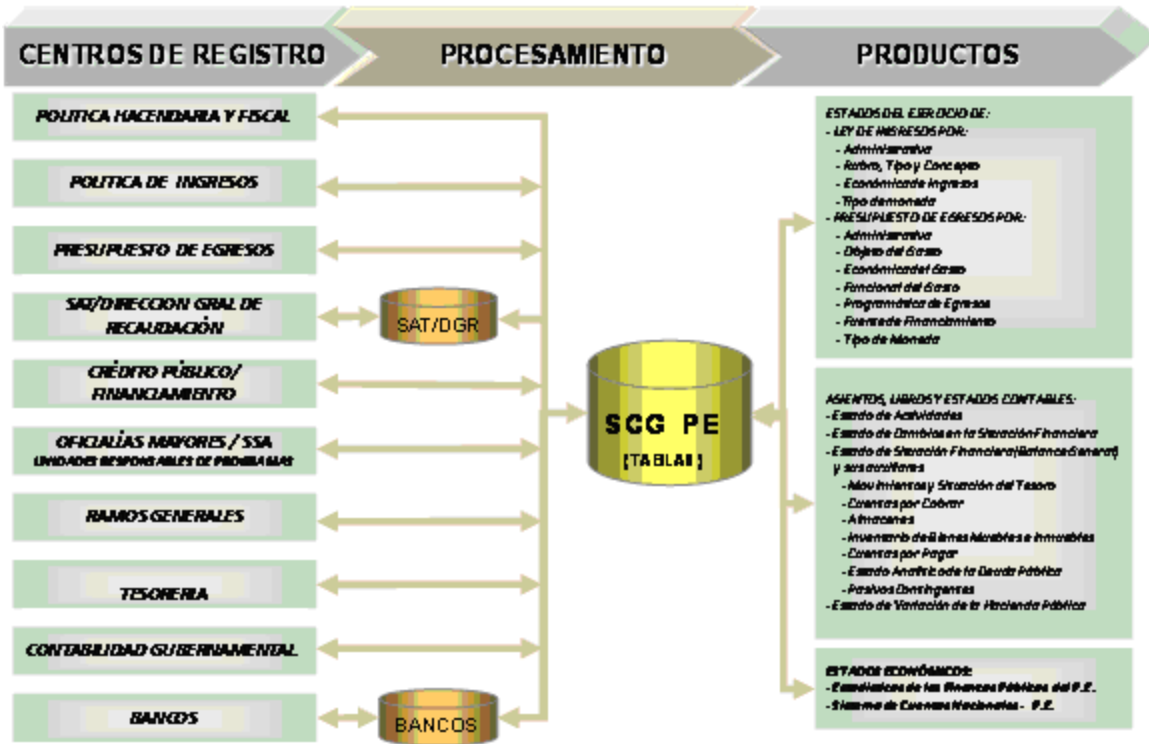 CENTROS DE REGISTRO
PROCESAMIENTO
PRODUCTOS
POLITICA HACENDARIA Y FISCAL
POLITICA DE INGRESOS
PRESUPUESTO DE EGRESOS
SAT/DIRECCION GRAL DE
RECAUDACIÓN
CRÉDITO PÚBLICO/
FINANCIAMIENTO
OFICIALÍAS MAYORES / SSA
UNIDADES RESPONSABLES DE PROGRAMAS
RAMOS GENERALES
TESORERIA
CONTABILIDAD GUBERNAMENTAL
BANCOS
SAT/DGR
BANCOS
SCG PE
(TABLAS)
ESTADOS DEL EJERCICIO DE:
- LEY DE INGRESOS POR:
- Administrativa
- Rubro, Tipo y Concepto
- Económica de Ingresos
- Tipo de moneda
- PRESUPUESTO DE EGRESOS POR:
- Administrativa
- Objeto del Gasto
- Económica del Gasto
- Funcional del Gasto
- Programática de Egresos
- Fuente de Financiamiento
- Tipo de Moneda
ASIENTOS, LIBROS Y ESTADOS CONTABLES:
- Estado de Actividades
- Estado de Cambios en la Situación Financiera
- Estado de Situación Financiera (Balance General)
y sus auxiliares
- Movimientos y Situación del Tesoro
- Cuentas por Cobrar
- Almacenes
- Inventario de Bienes Muebles e Inmuebles
- Cuentas por Pagar
- Estado Analítico de la Deuda Pública
- Pasivos Contingentes
- Estado de Variación de la Hacienda Pública
ESTADOS ECONÓMICOS:
- Estadísticas de las Finanzas Públicas del P.E.
- Sistema de Cuentas Nacionales - P.E.